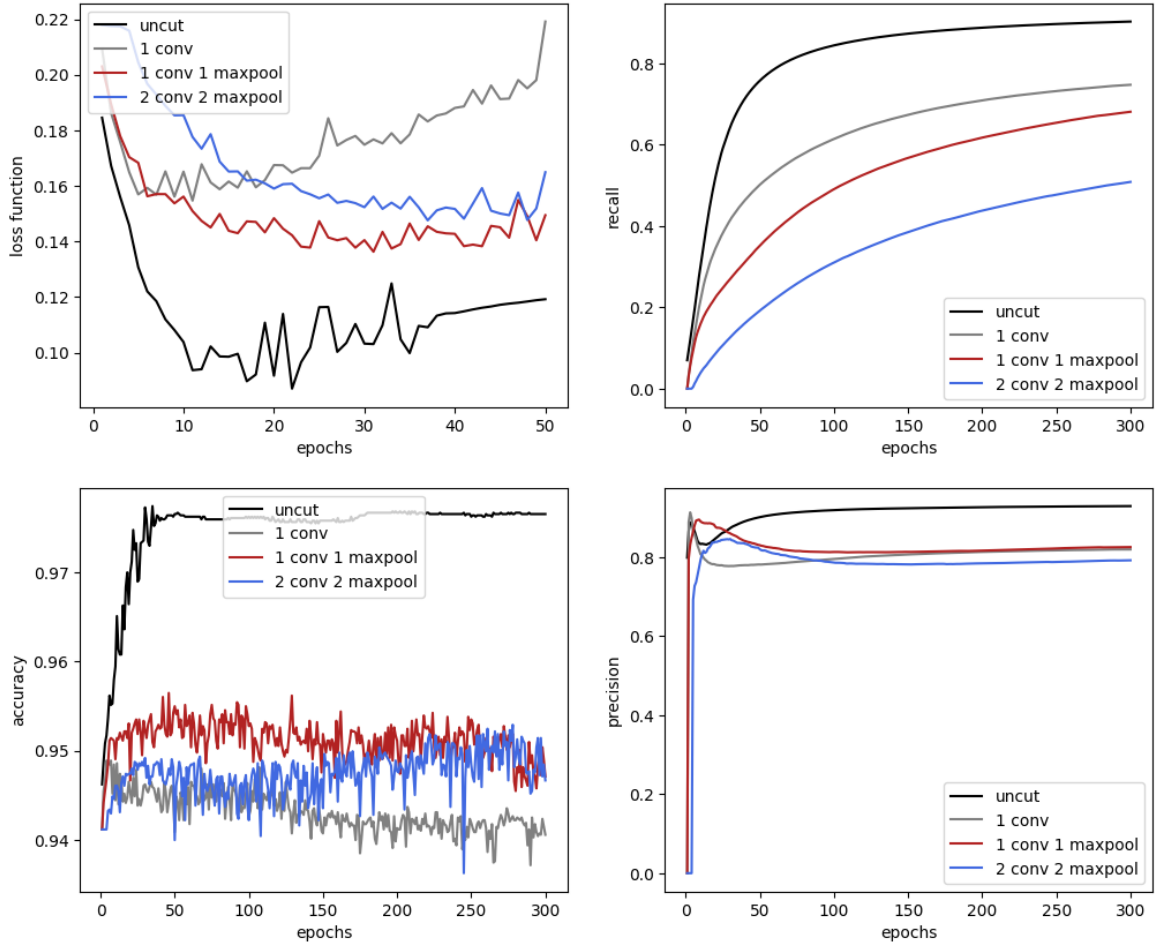 0.22
0.20
0.18
0.16
0.14
0.12
0.10
loss function
uncut
1 conv
1 conv 1 maxpool
2 conv 2 maxpool
0
10
20
30
40
50
epochs
0.8
0.6
0.4
0.2
0.0
recall
uncut
1 conv
1 conv 1 maxpool
2 conv 2 maxpool
0
50
100
150
200
250
300
epochs
0.97
0.96
0.95
0.94
accuracy
uncut
1 conv
1 conv 1 maxpool
2 conv 2 maxpool
0
50
100
150
200
250
300
epochs
0.8
0.6
0.4
0.2
0.0
precision
uncut
1 conv
1 conv 1 maxpool
2 conv 2 maxpool
0
50
100
150
200
250
300
epochs